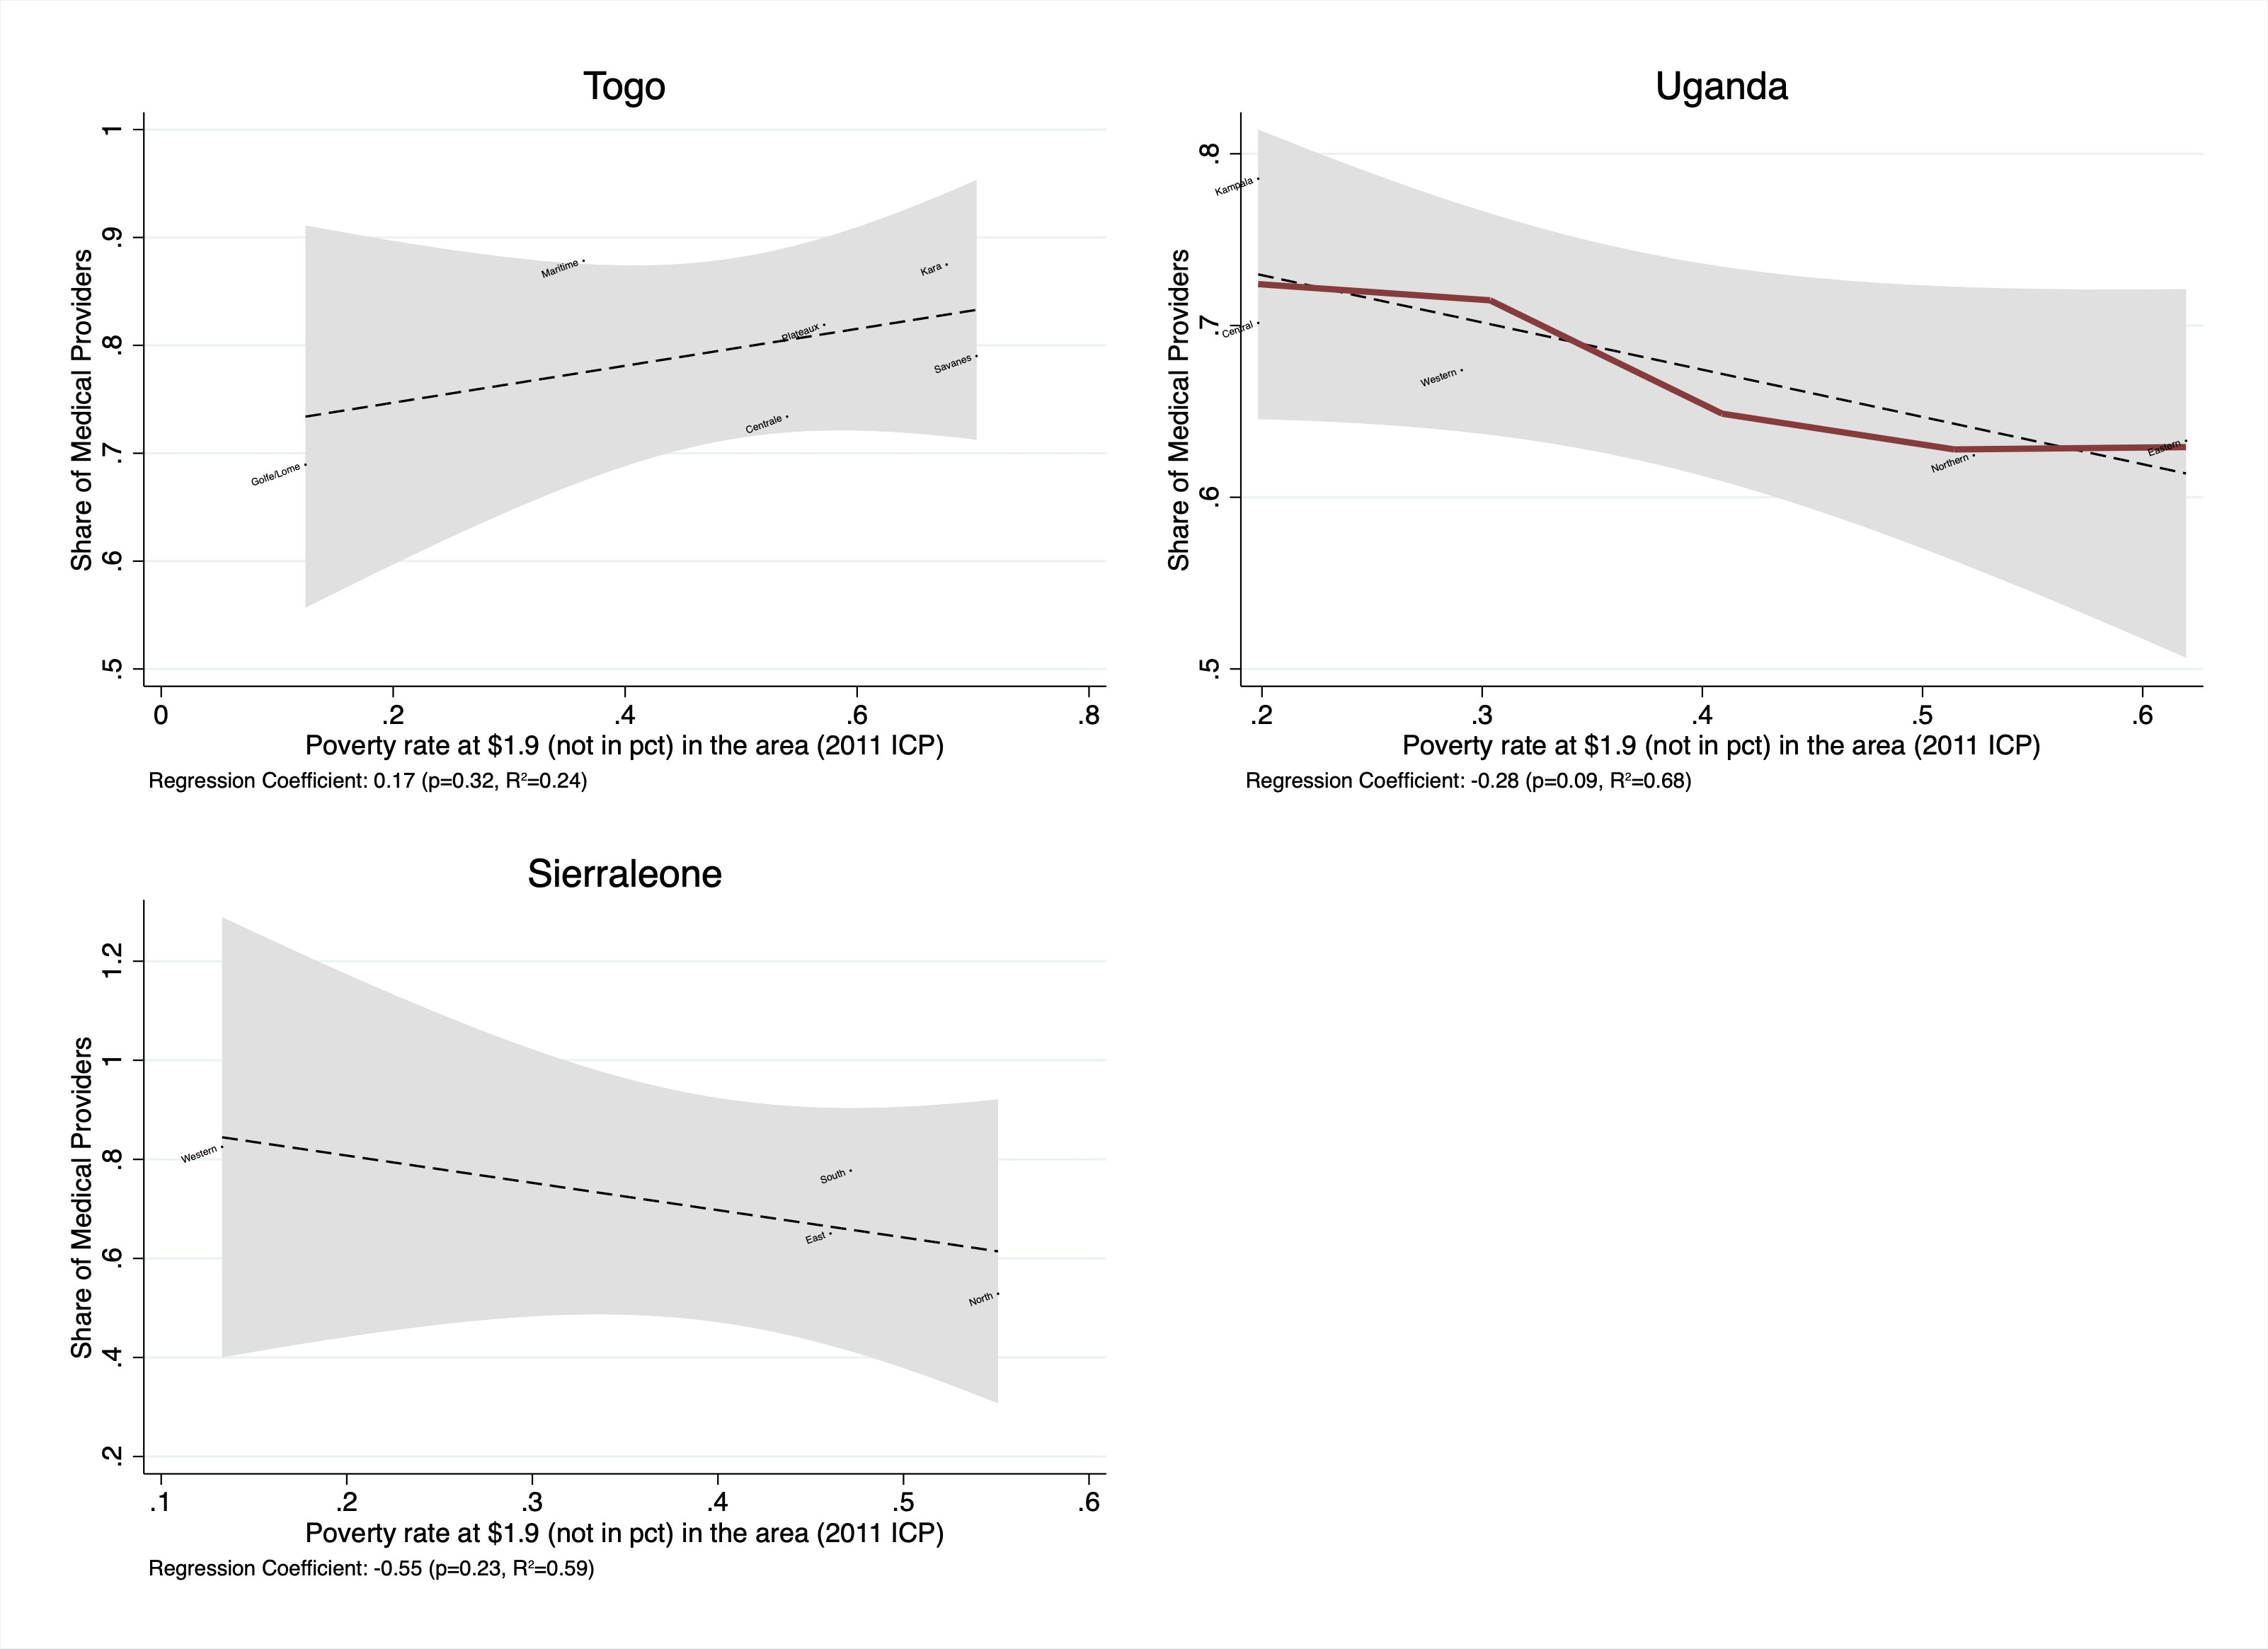 Togo
Share of Medical Providers
1
.9
.8
.7
.6
.5
Maritime
Kara
Plateaux
Savanes
Centrale
Golfe/Lome
0 .2 .4 .6 .8
Poverty rate at $1.9 (not in pct) in the area (2011 ICP)
Regression Coefficient: 0.17 (p=0.32, R²=0.24)
Uganda
Share of Medical Providers
.8
.7
.6
.5
Kampala
Central
Western
Northern
Eastern
.2 .3 .4 .5 .6
Poverty rate at $1.9 (not in pct) in the area (2011 ICP)
Regression Coefficient: -0.28 (p=0.09, R²=0.68)
Sierraleone
Share of Medical Providers
1.2
1
.8
.6
.4
.2
Western
South
East
North
.1 .2 .3 .4 .5 .6
Poverty rate at $1.9 (not in pct) in the area (2011 ICP)
Regression Coefficient: -0.55 (p=0.23, R²=0.59)